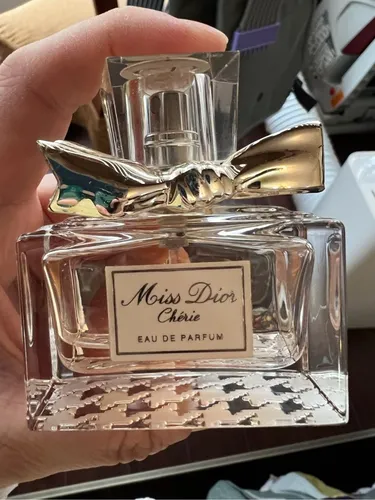 Miss Dior
Chérie
EAU DE PARFUM